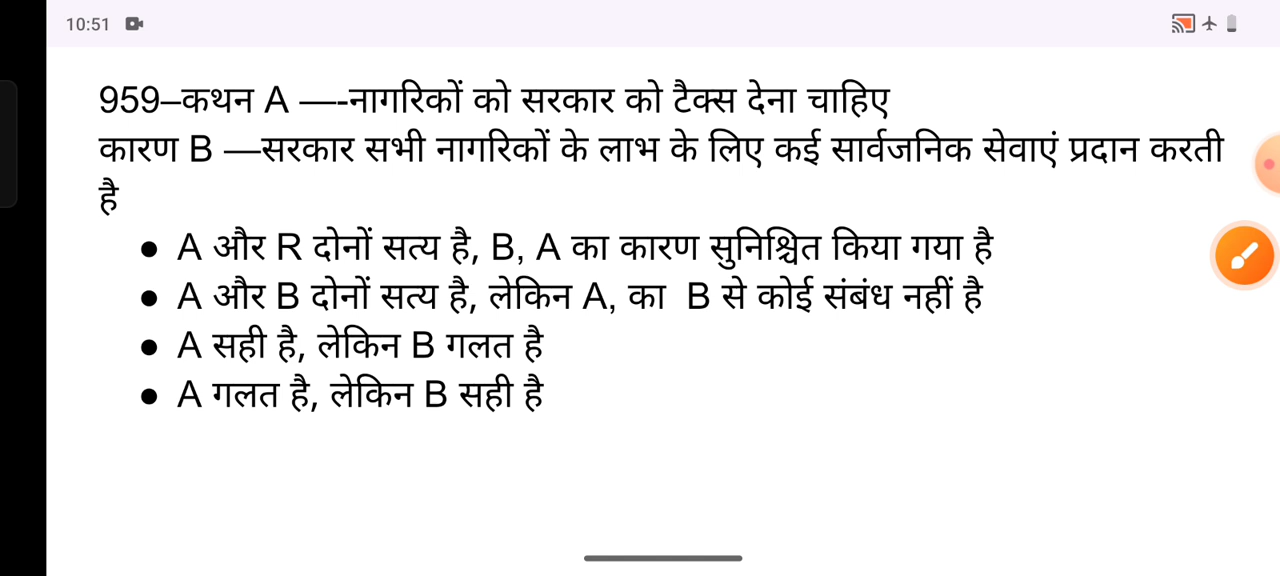 10:51
959–कथन A —-नागरिकों को सरकार को टैक्स देना चाहिए
कारण B —सरकार सभी नागरिकों के लाभ के लिए कई सार्वजनिक सेवाएं प्रदान करती
है
● A और R दोनों सत्य है, B, A का कारण सुनिश्चित किया गया है
● A और B दोनों सत्य है, लेकिन A, का  B से कोई संबंध नहीं है
● A सही है, लेकिन B गलत है
● A गलत है, लेकिन B सही है